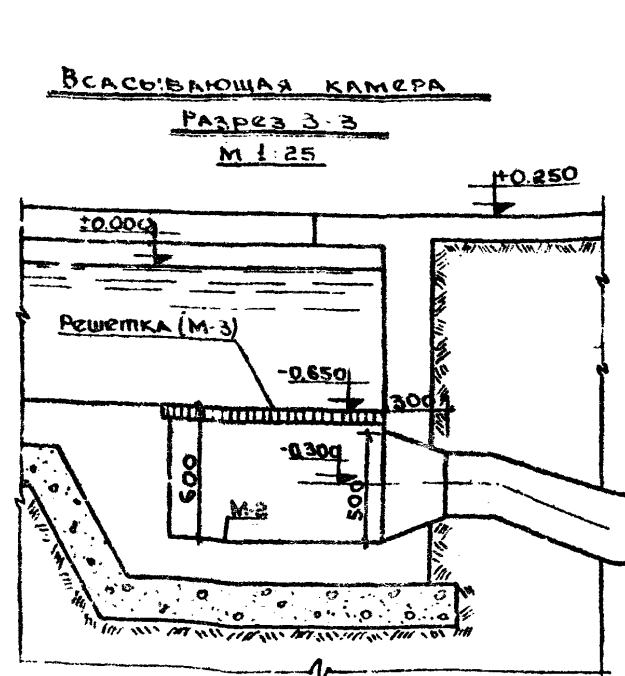 Всасывающая камера
Разрез 3-3
М 1:25
+0.250
±0.000
Решетка (М-3)
-0.650
300
-0.300
600
500
М-2